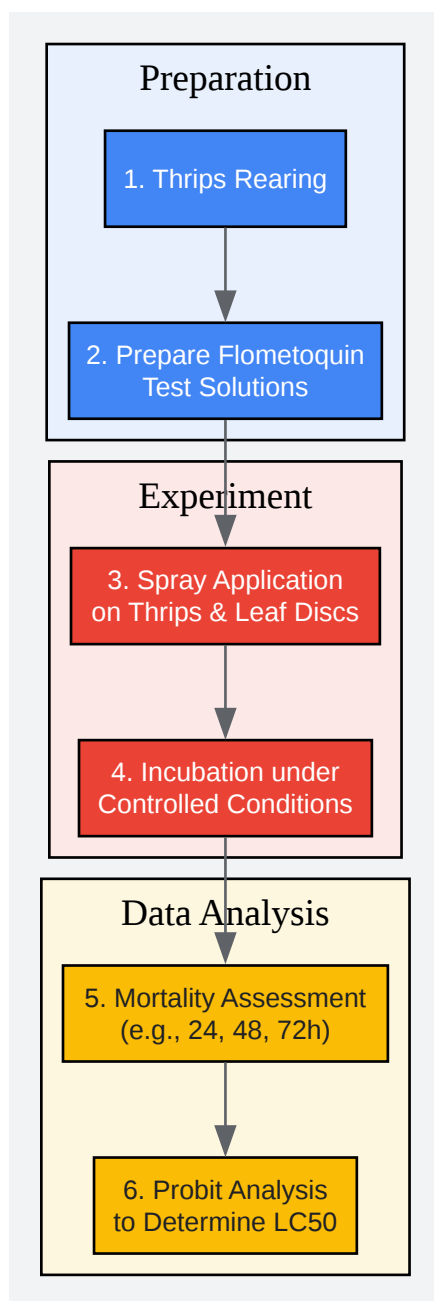 Preparation
1. Thrips Rearing
2. Prepare Flometoquin
Test Solutions
Experiment
3. Spray Application
on Thrips & Leaf Discs
4. Incubation under
Controlled Conditions
Data Analysis
5. Mortality Assessment
(e.g., 24, 48, 72h)
6. Probit Analysis
to Determine LC50